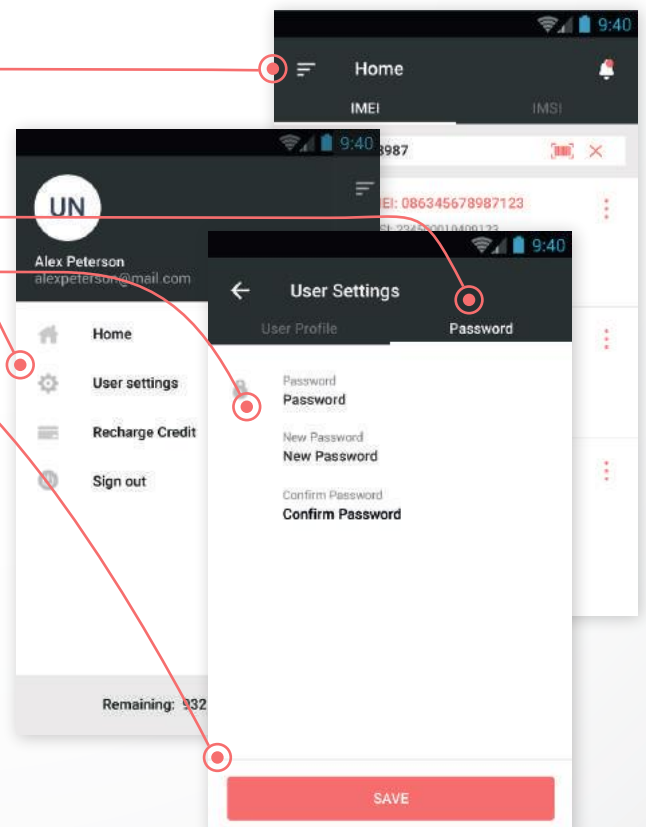 9:40
Home
IMEI
IMSI
8987
EI: 086345678987123
9:40
UN
Alex Peterson
alexpeterson@mail.com
Home
User settings
Recharge Credit
Sign out
Remaining: 932
9:40
User Settings
User Profile
Password
Password
Password
New Password
New Password
Confirm Password
Confirm Password
SAVE